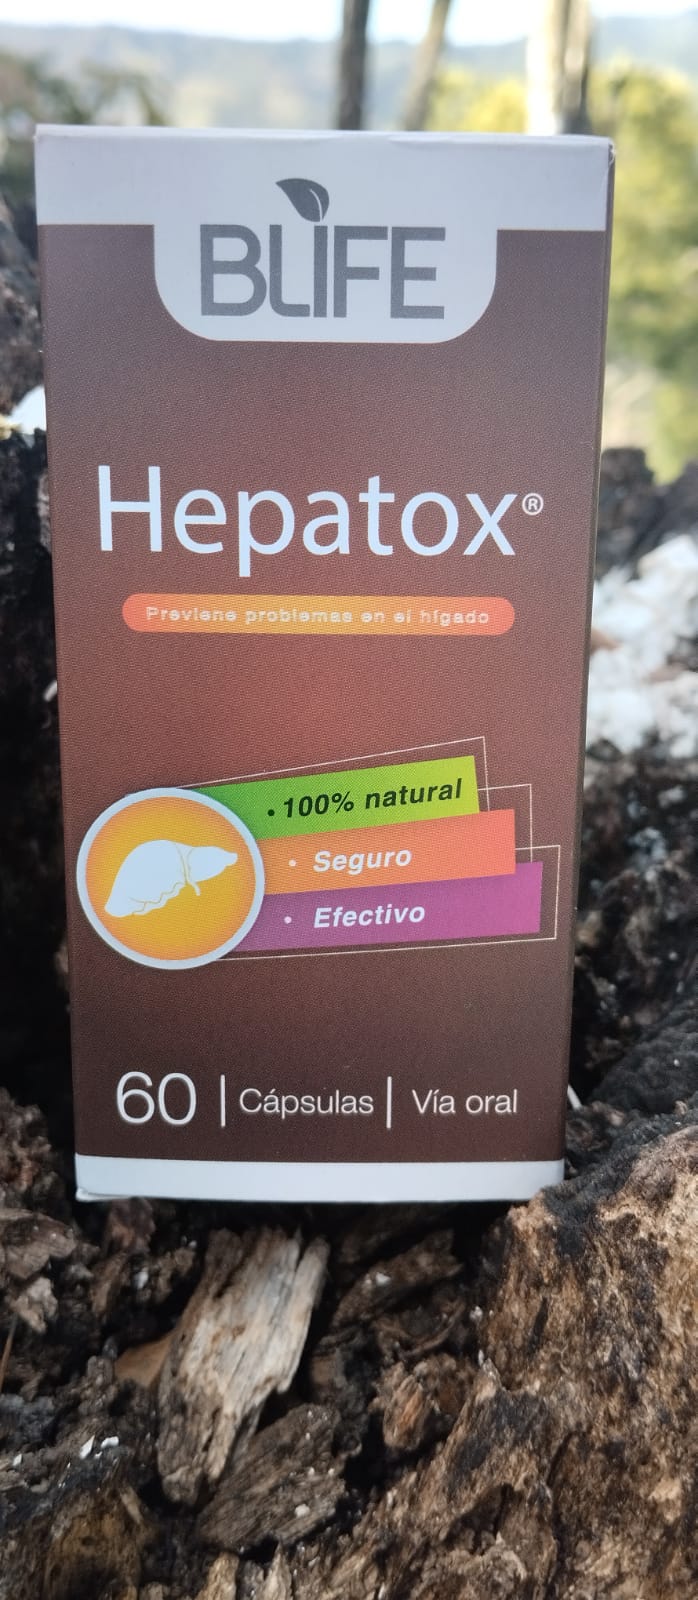 BLIFE
Hepatox®
Previene problemas en el hígado
• 100% natural
• Seguro
• Efectivo
60 | Cápsulas | Vía oral